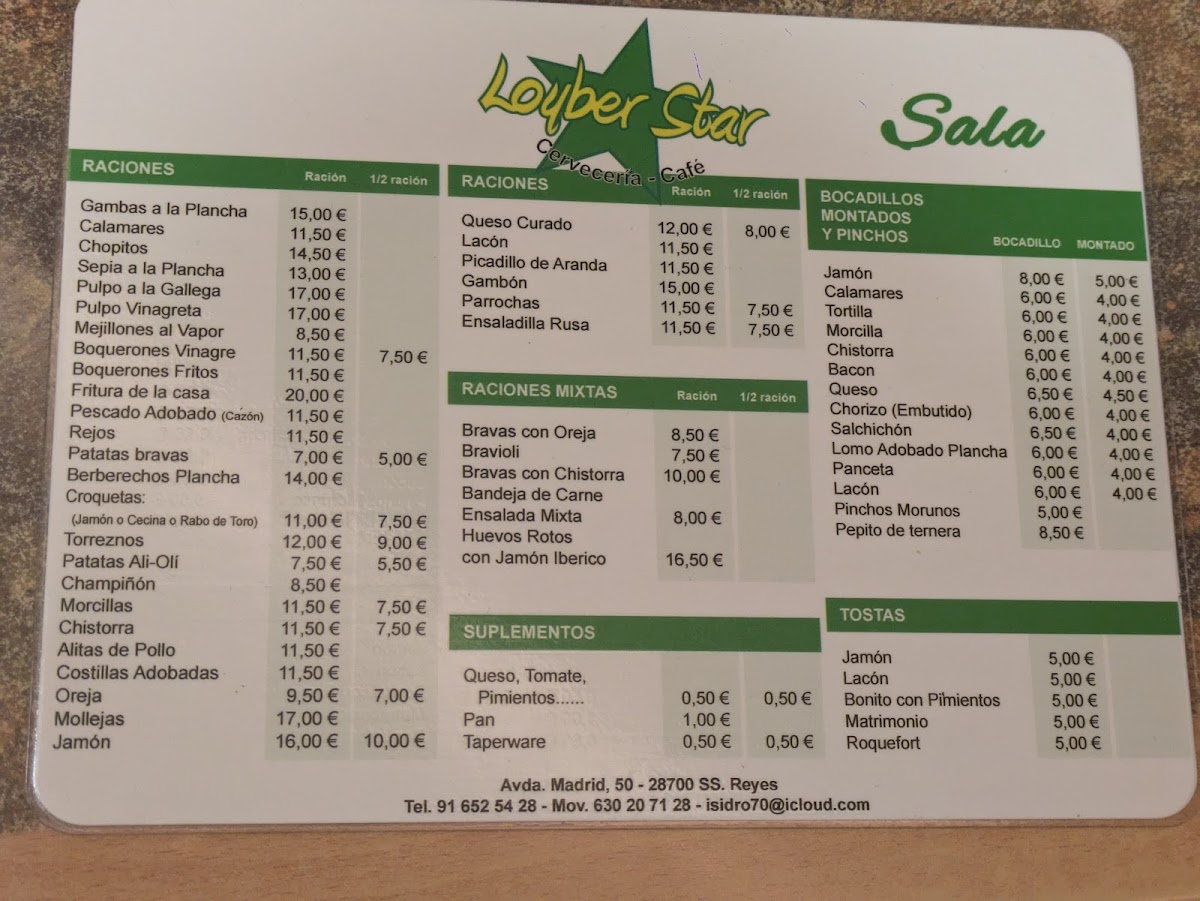 Loyber Star
Cervecería - Café
Sala
RACIONES Ración 1/2 ración
Gambas a la Plancha 15,00 €
Calamares 11,50 €
Chopitos 14,50 €
Sepia a la Plancha 13,00 €
Pulpo a la Gallega 17,00 €
Pulpo Vinagreta 17,00 €
Mejillones al Vapor 8,50 €
Boquerones Vinagre 11,50 € 7,50 €
Boquerones Fritos 11,50 €
Fritura de la casa 20,00 €
Pescado Adobado (Cazón) 11,50 €
Rejos 11,50 €
Patatas bravas 7,00 € 5,00 €
Berberechos Plancha 14,00 €
Croquetas:
(Jamón o Cecina o Rabo de Toro) 11,00 € 7,50 €
Torreznos 12,00 € 9,00 €
Patatas Ali-Olí 7,50 € 5,50 €
Champiñón 8,50 €
Morcillas 11,50 € 7,50 €
Chistorra 11,50 € 7,50 €
Alitas de Pollo 11,50 €
Costillas Adobadas 11,50 €
Oreja 9,50 € 7,00 €
Mollejas 17,00 €
Jamón 16,00 € 10,00 €
RACIONES Ración 1/2 ración
Queso Curado 12,00 € 8,00 €
Lacón 11,50 €
Picadillo de Aranda 11,50 €
Gambón 15,00 €
Parrochas 11,50 € 7,50 €
Ensaladilla Rusa 11,50 € 7,50 €
RACIONES MIXTAS Ración 1/2 ración
Bravas con Oreja 8,50 €
Bravioli 7,50 €
Bravas con Chistorra 10,00 €
Bandeja de Carne
Ensalada Mixta 8,00 €
Huevos Rotos
con Jamón Iberico 16,50 €
SUPLEMENTOS
Queso, Tomate,
Pimientos...... 0,50 € 0,50 €
Pan 1,00 €
Taperware 0,50 € 0,50 €
BOCADILLOS
MONTADOS
Y PINCHOS BOCADILLO MONTADO
Jamón 8,00 € 5,00 €
Calamares 6,00 € 4,00 €
Tortilla 6,00 € 4,00 €
Morcilla 6,00 € 4,00 €
Chistorra 6,00 € 4,00 €
Bacon 6,00 € 4,00 €
Queso 6,50 € 4,50 €
Chorizo (Embutido) 6,00 € 4,00 €
Salchichón 6,50 € 4,00 €
Lomo Adobado Plancha 6,00 € 4,00 €
Panceta 6,00 € 4,00 €
Lacón 6,00 € 4,00 €
Pinchos Morunos 5,00 €
Pepito de ternera 8,50 €
TOSTAS
Jamón 5,00 €
Lacón 5,00 €
Bonito con Pimientos 5,00 €
Matrimonio 5,00 €
Roquefort 5,00 €
Avda. Madrid, 50 - 28700 SS. Reyes
Tel. 91 652 54 28 - Mov. 630 20 71 28 - isidro70@icloud.com